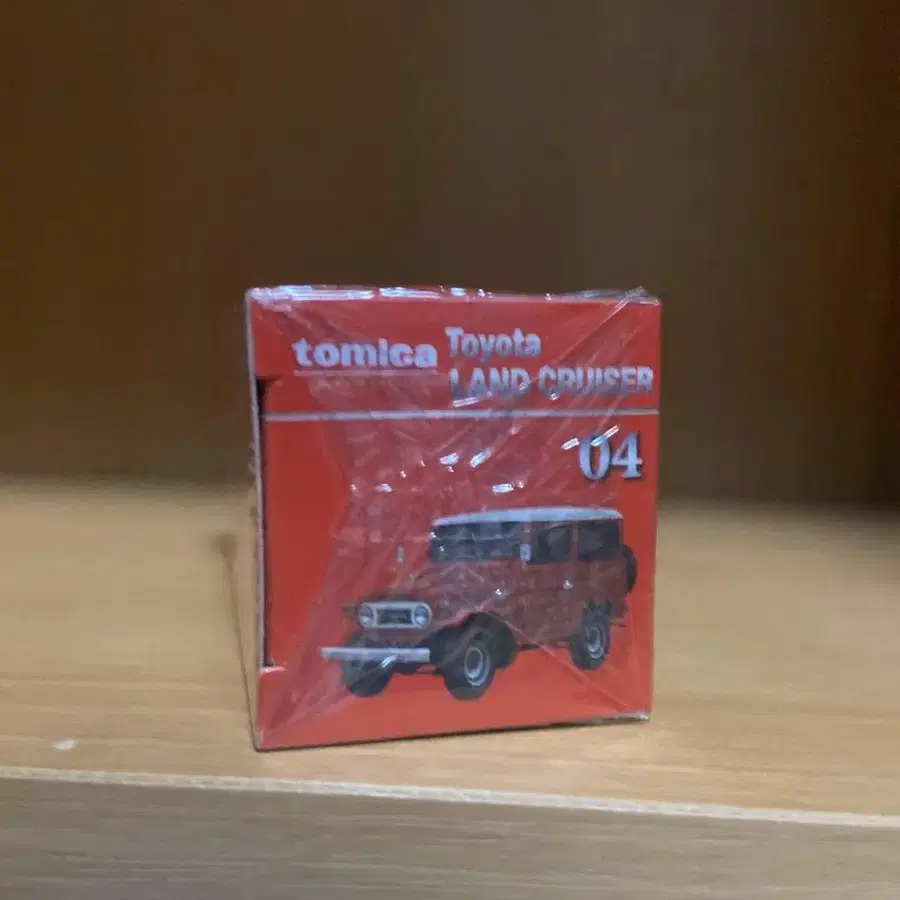 tomica
Toyota
LAND CRUISER
04